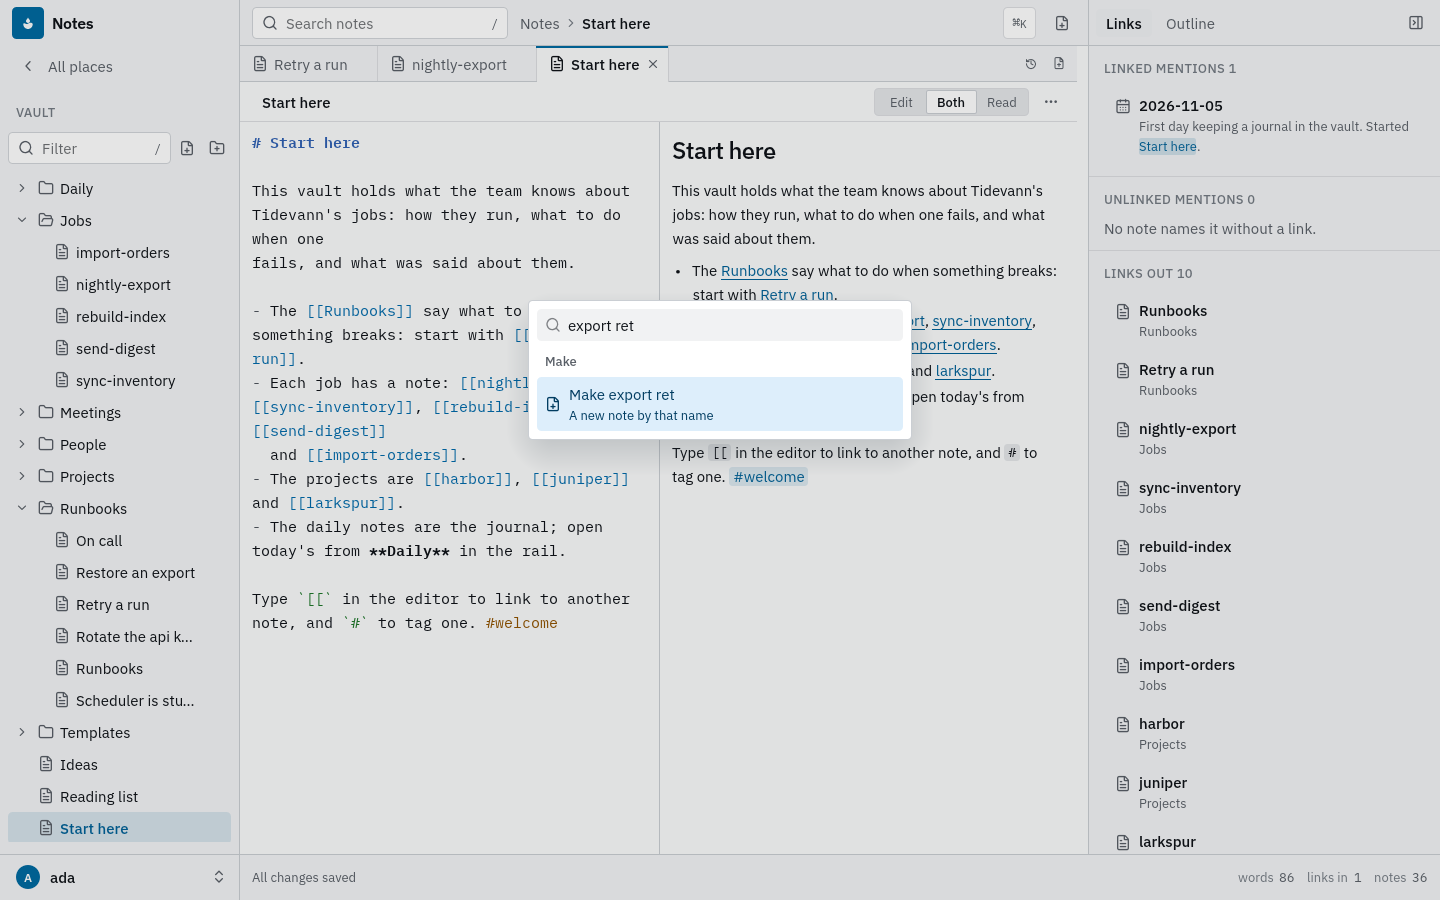 Notes
All places
VAULT
Filter /
Daily
Jobs
import-orders
nightly-export
rebuild-index
send-digest
sync-inventory
Meetings
People
Projects
Runbooks
On call
Restore an export
Retry a run
Rotate the api k...
Runbooks
Scheduler is stu...
Templates
Ideas
Reading list
Start here
A ada
Search notes /
Notes > Start here
⌘K
Retry a run
nightly-export
Start here
Start here
Edit Both Read
# Start here
This vault holds what the team knows about
Tidevann's jobs: how they run, what to do
when one
fails, and what was said about them.
- The [[Runbooks]] say what to
something breaks: start with [[
run]].
- Each job has a note: [[nightl
[[sync-inventory]], [[rebuild-i
[[send-digest]]
and [[import-orders]].
- The projects are [[harbor]], [[juniper]]
and [[larkspur]].
- The daily notes are the journal; open
today's from **Daily** in the rail.
Type `[[` in the editor to link to another
note, and `#` to tag one. #welcome
Start here
This vault holds what the team knows about Tidevann's
jobs: how they run, what to do when one fails, and what
was said about them.
• The Runbooks say what to do when something breaks:
start with Retry a run.
ort, sync-inventory,
import-orders.
and larkspur.
pen today's from
Type [[ in the editor to link to another note, and # to
tag one. #welcome
export ret
Make
Make export ret
A new note by that name
Links Outline
LINKED MENTIONS 1
2026-11-05
First day keeping a journal in the vault. Started
Start here.
UNLINKED MENTIONS 0
No note names it without a link.
LINKS OUT 10
Runbooks
Runbooks
Retry a run
Runbooks
nightly-export
Jobs
sync-inventory
Jobs
rebuild-index
Jobs
send-digest
Jobs
import-orders
Jobs
harbor
Projects
juniper
Projects
larkspur
All changes saved
words 86 links in 1 notes 36